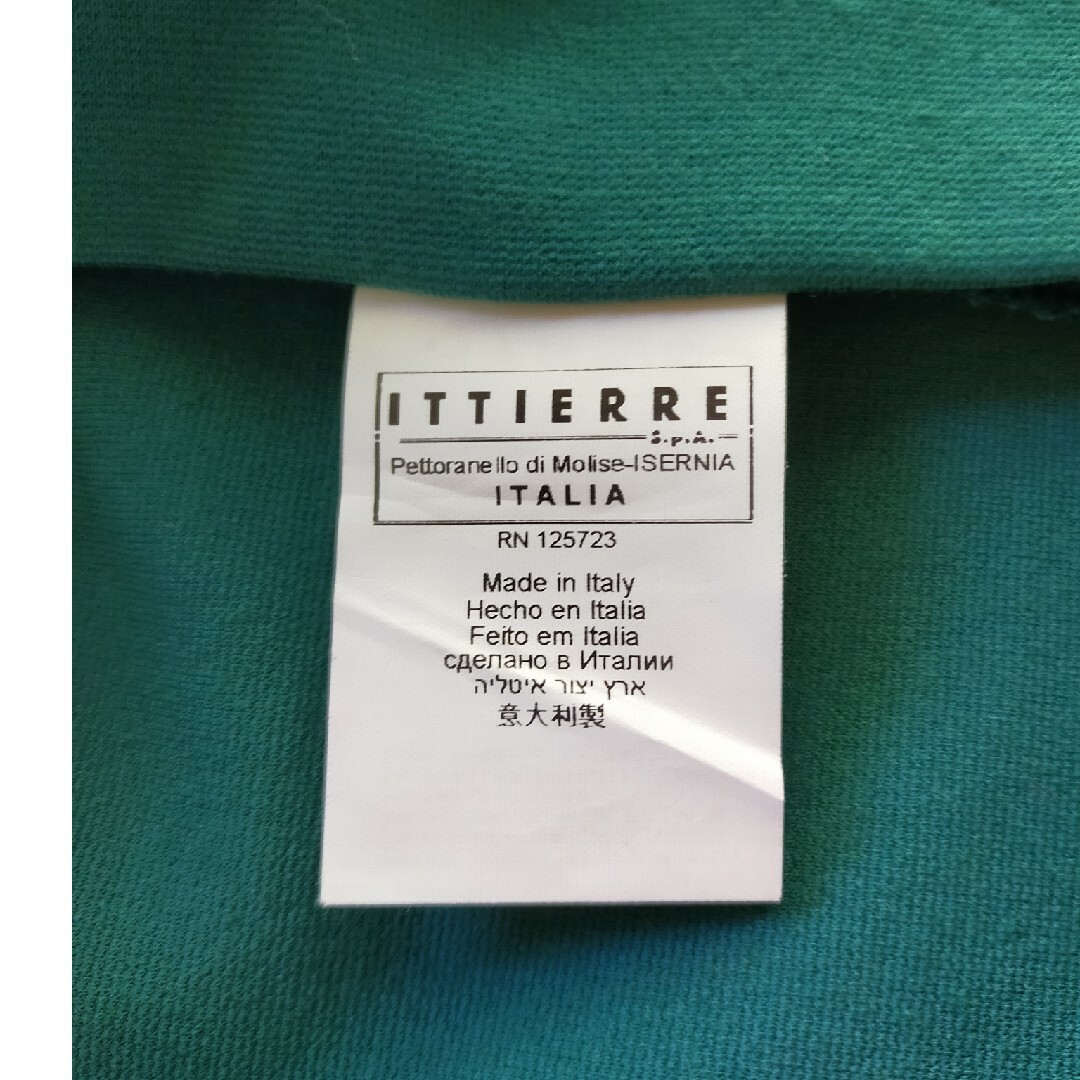 ITTIERRE
S.p.A.
Pettoranello di Molise-ISERNIA
ITALIA
RN 125723
Made in Italy
Hecho en Italia
Feito em Italia
сделано в Италии
ארץ יצור איטליה
意大利製